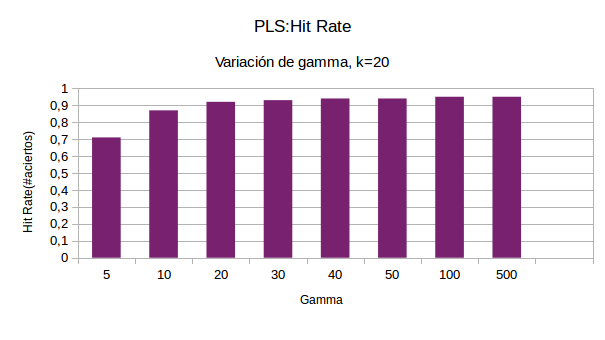 PLS:Hit Rate
Variación de gamma, k=20
Hit Rate(#aciertos)
1
0,9
0,8
0,7
0,6
0,5
0,4
0,3
0,2
0,1
0
5 10 20 30 40 50 100 500
Gamma